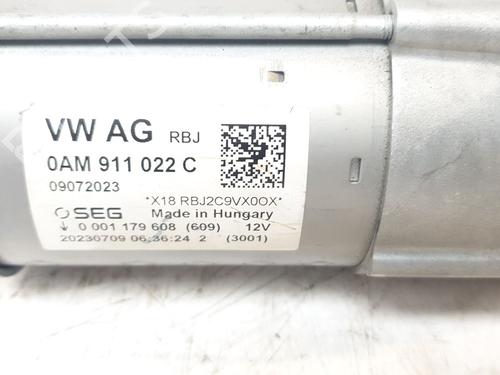 VW AG RBJ
0AM 911 022 C
09072023
*X18 RBJ2C9VX0OX*
SEG Made in Hungary
0 001 179 608 (609) 12V
20230709 06:36:24 2 (3001)